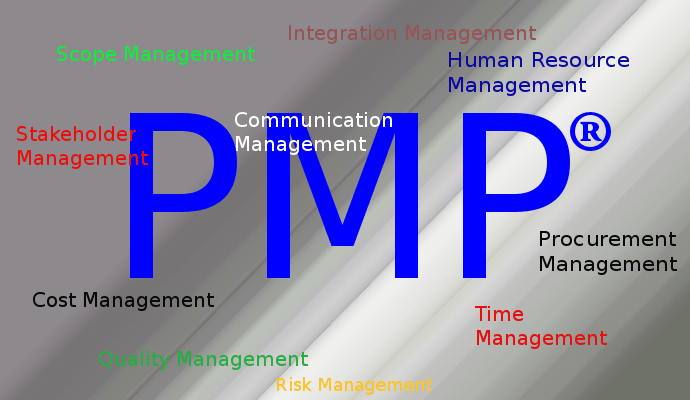 Integration Management
Scope Management
Human Resource
Management
Communication
Management
Stakeholder
Management
PMP®
Procurement
Management
Cost Management
Time
Management
Quality Management
Risk Management